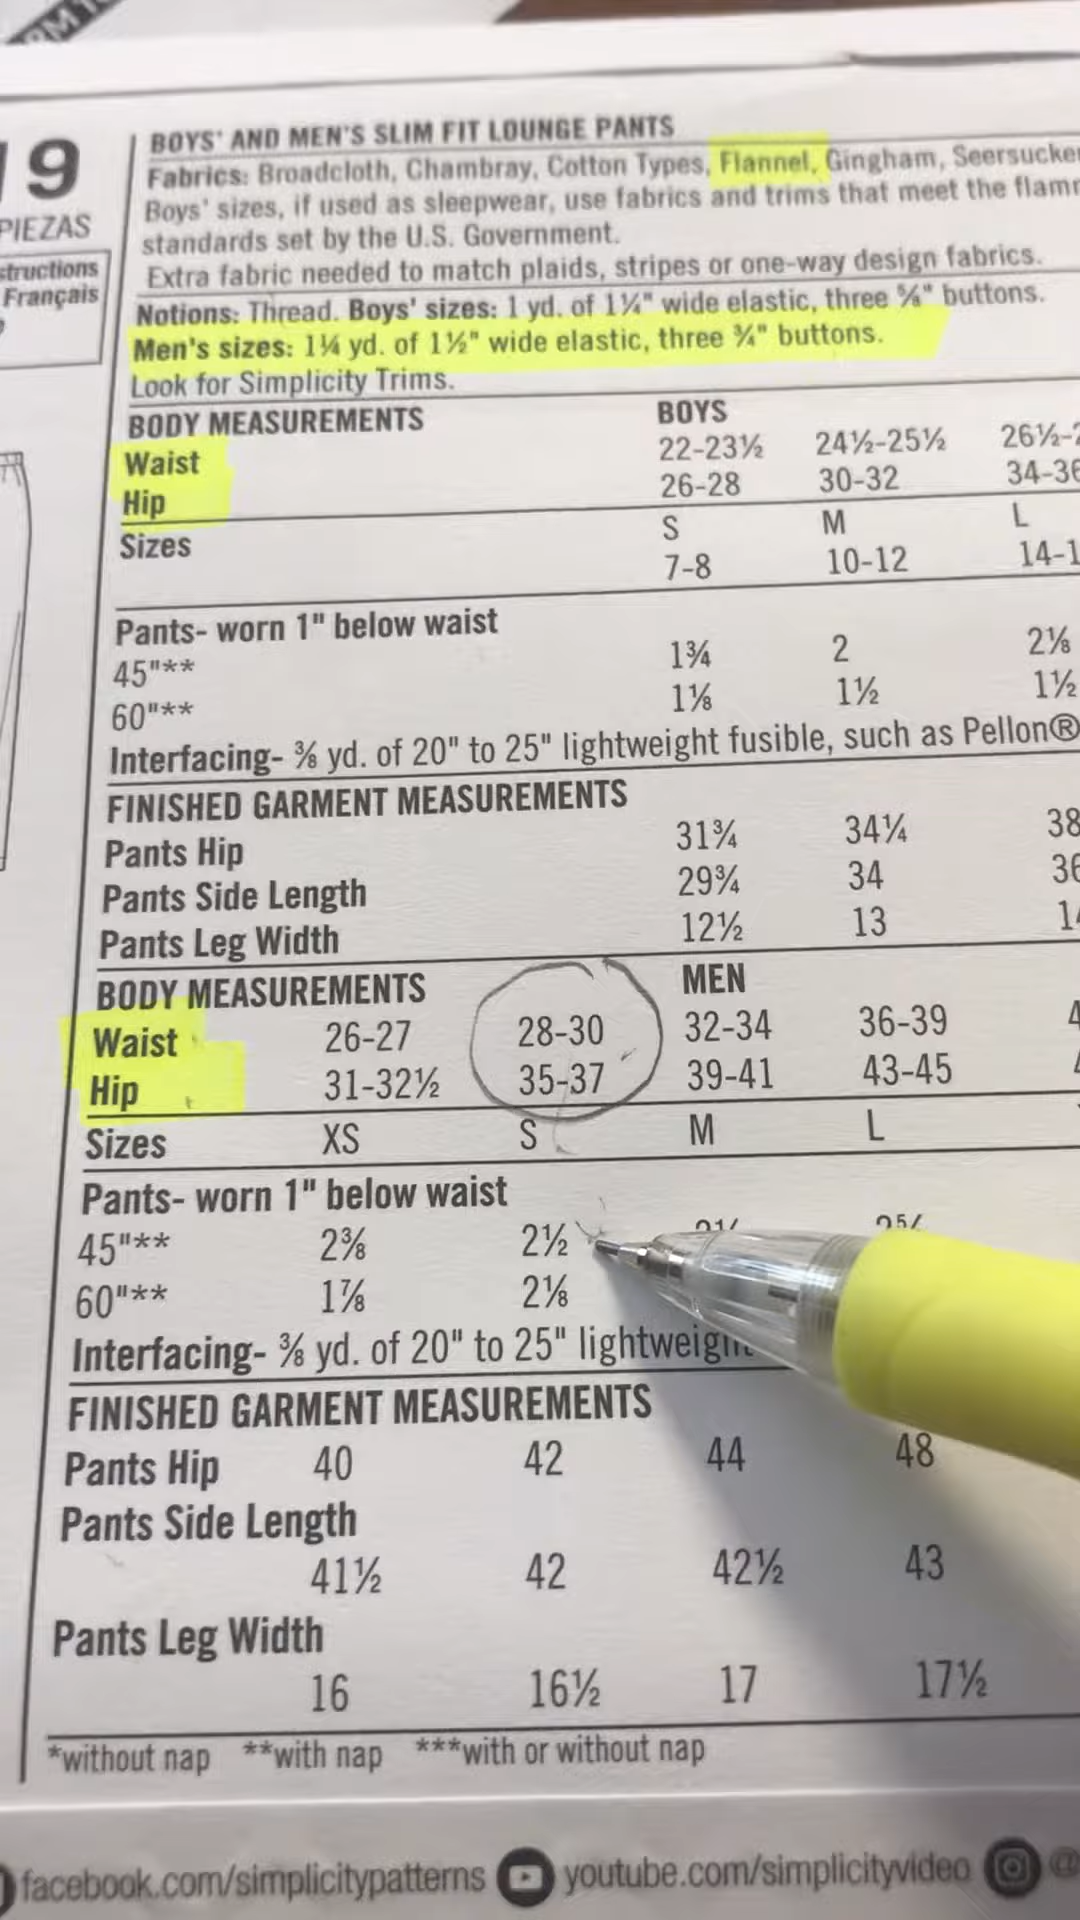 19
PIEZAS
Français
BOYS' AND MEN'S SLIM FIT LOUNGE PANTS
Fabrics: Broadcloth, Chambray, Cotton Types, Flannel, Gingham,
Boys' sizes, if used as sleepwear, use fabrics and trims that meet the
standards set by the U.S. Government.
Extra fabric needed to match plaids, stripes or one-way design fabrics.
Notions: Thread. Boys' sizes: 1 yd. of 1¼" wide elastic, three ⅝" buttons.
Men's sizes: 1¼ yd. of 1½" wide elastic, three ¾" buttons.
Look for Simplicity Trims.
BODY MEASUREMENTS BOYS
Waist 22-23½ 24½-25½ 26½-
Hip 26-28 30-32 34-36
Sizes S M L
7-8 10-12 14-1
Pants- worn 1" below waist
45"** 1¾ 2 2⅛
60"** 1⅛ 1½ 1½
Interfacing- ⅜ yd. of 20" to 25" lightweight fusible, such as Pellon®
FINISHED GARMENT MEASUREMENTS
Pants Hip 31¾ 34¼ 38
Pants Side Length 29¾ 34 36
Pants Leg Width 12½ 13
BODY MEASUREMENTS MEN
Waist 26-27 28-30 32-34 36-39 4
Hip 31-32½ 35-37 39-41 43-45
Sizes XS S M L
Pants- worn 1" below waist
45"** 2⅜ 2½
60"** 1⅞ 2⅛
Interfacing- ⅜ yd. of 20" to 25" lightweight
FINISHED GARMENT MEASUREMENTS
Pants Hip 40 42 44 48
Pants Side Length
41½ 42 42½ 43
Pants Leg Width
16 16½ 17 17½
*without nap **with nap ***with or without nap
facebook.com/simplicitypatterns youtube.com/simplicityvideo @